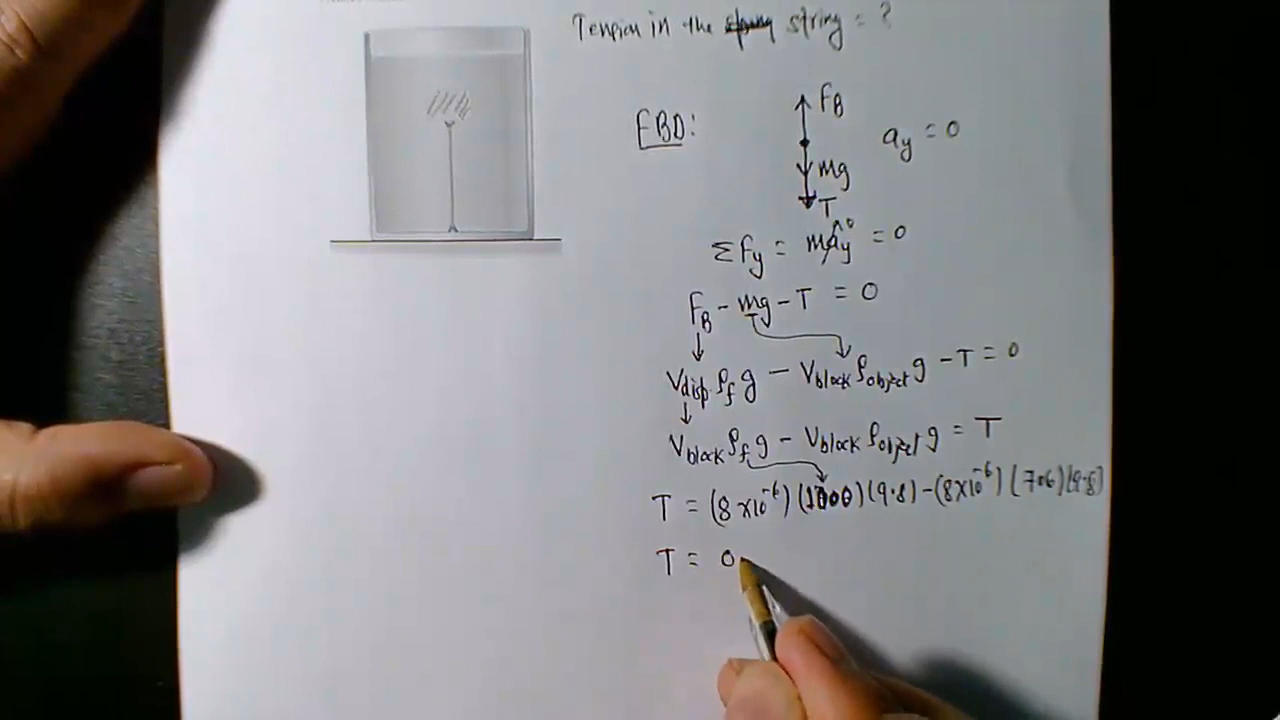 Tension in the string = ?
FBD:
F_B
a_y = 0
mg
T
ΣF_y = ma_y^0 = 0
F_B - mg - T = 0
V_disp. ρ_f g - V_block ρ_object g - T = 0
V_block ρ_f g - V_block ρ_object g = T
T = (8×10^-6)(1000)(9.8) - (8×10^-6)(706)(9.8)
T = 0